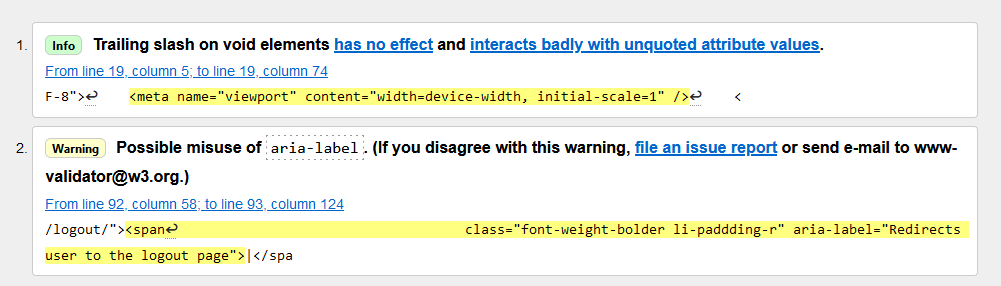 1. Info Trailing slash on void elements has no effect and interacts badly with unquoted attribute values.
From line 19, column 5; to line 19, column 74
F-8">↩    <meta name="viewport" content="width=device-width, initial-scale=1" />↩    <
2. Warning Possible misuse of aria-label. (If you disagree with this warning, file an issue report or send e-mail to www-
validator@w3.org.)
From line 92, column 58; to line 93, column 124
/logout/"><span↩                                    class="font-weight-bolder li-paddding-r" aria-label="Redirects
user to the logout page">|</spa